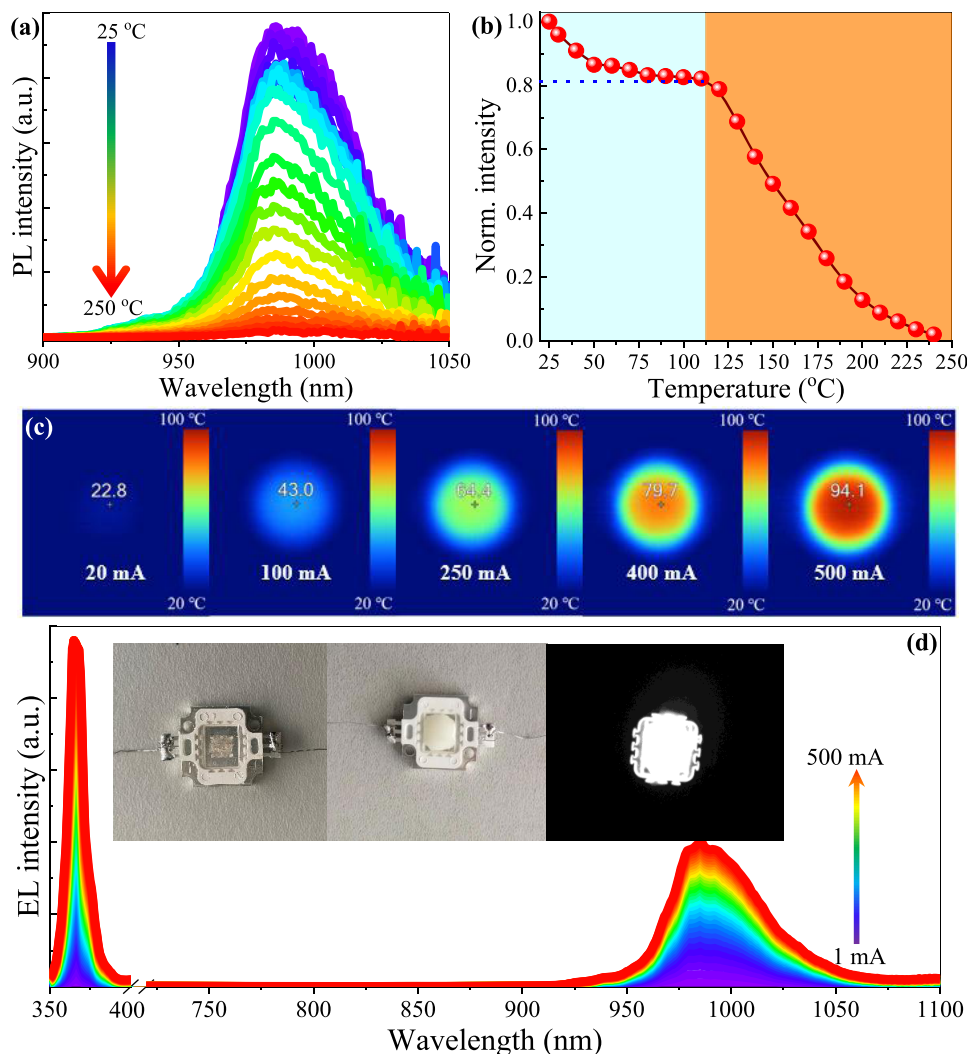 (a)
25 °C
250 °C
PL intensity (a.u.)
900 950 1000 1050
Wavelength (nm)
(b)
1.0
0.8
0.6
0.4
0.2
0.0
Norm. intensity
25 50 75 100 125 150 175 200 225 250
Temperature (°C)
(c)
100 ℃ 100 ℃ 100 ℃ 100 ℃ 100 ℃
22.8 43.0 64.4 79.7 94.1
20 mA 100 mA 250 mA 400 mA 500 mA
20 ℃ 20 ℃ 20 ℃ 20 ℃ 20 ℃
(d)
EL intensity (a.u.)
500 mA
1 mA
350 400 750 800 850 900 950 1000 1050 1100
Wavelength (nm)